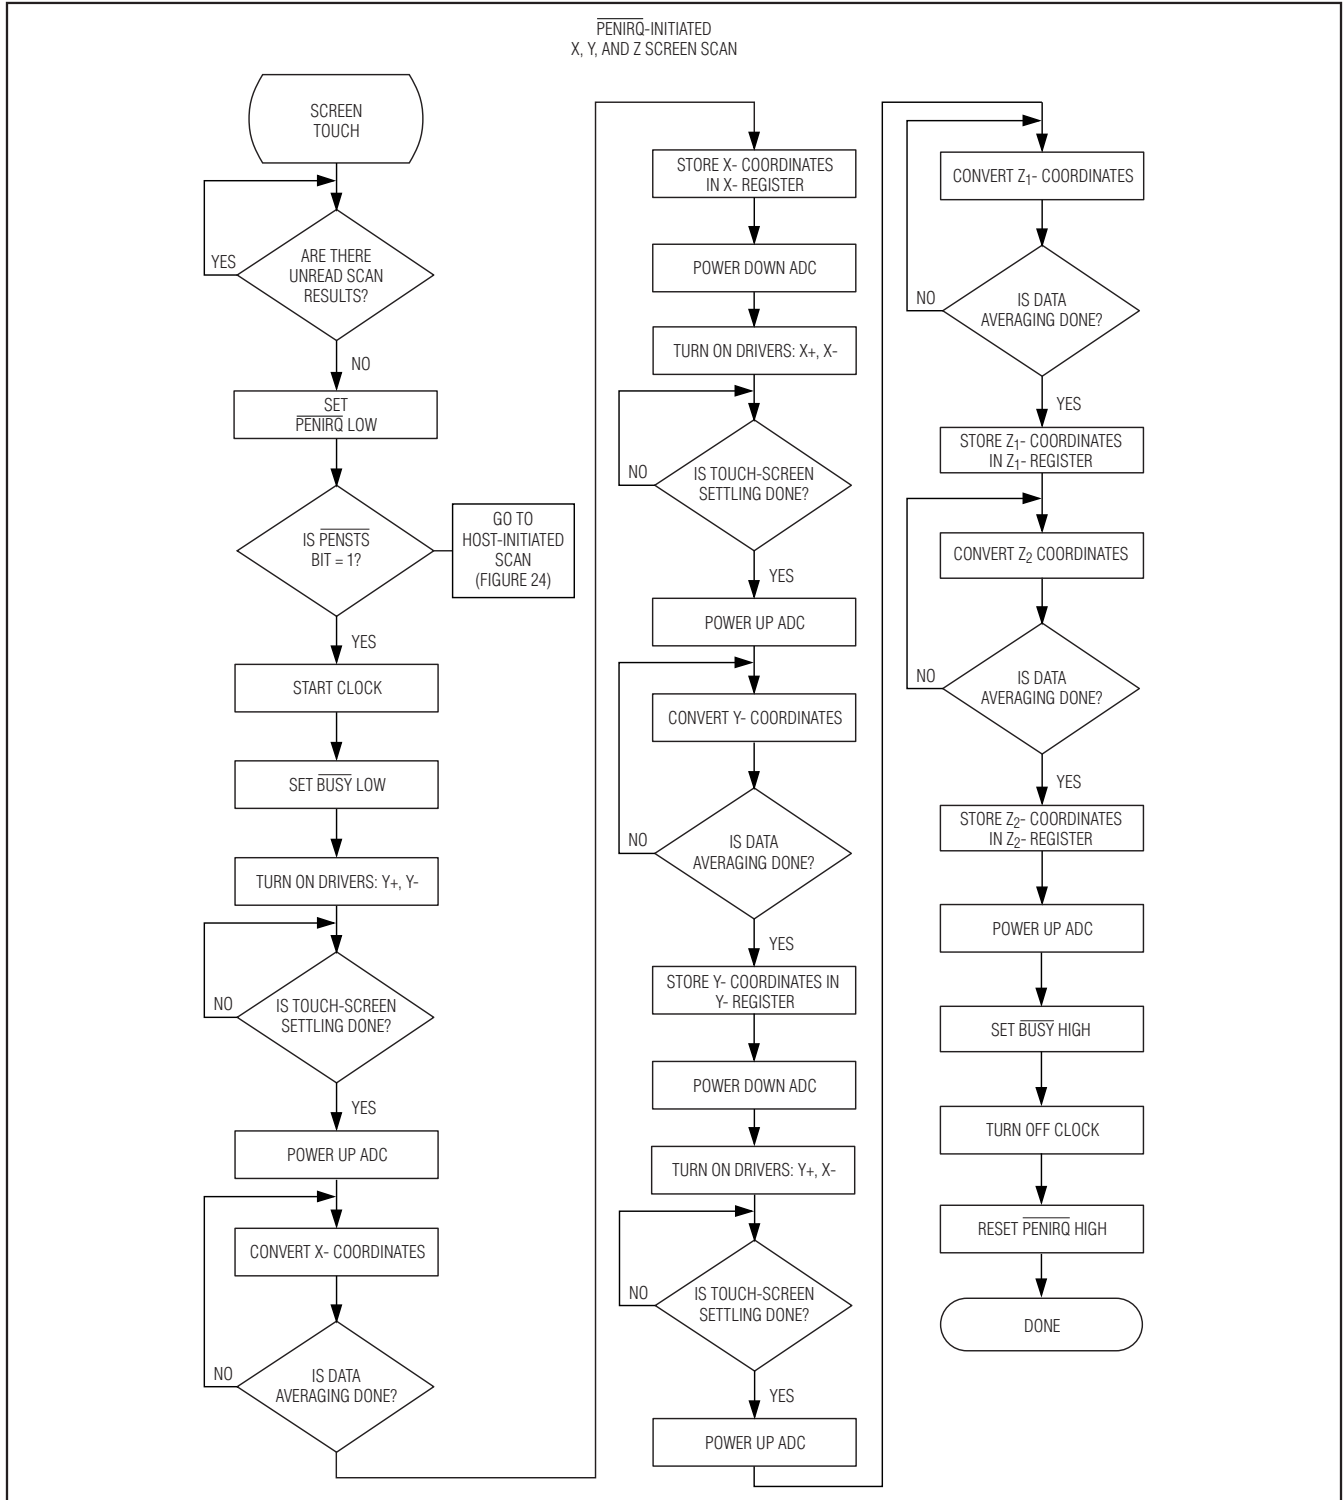 PENIRQ-INITIATED
X, Y, AND Z SCREEN SCAN
SCREEN
TOUCH
YES
ARE THERE
UNREAD SCAN
RESULTS?
NO
SET
PENIRQ LOW
IS PENSTS
BIT = 1?
GO TO
HOST-INITIATED
SCAN
(FIGURE 24)
YES
START CLOCK
SET BUSY LOW
TURN ON DRIVERS: Y+, Y-
NO
IS TOUCH-SCREEN
SETTLING DONE?
YES
POWER UP ADC
CONVERT X- COORDINATES
NO
IS DATA
AVERAGING DONE?
STORE X- COORDINATES
IN X- REGISTER
POWER DOWN ADC
TURN ON DRIVERS: X+, X-
NO
IS TOUCH-SCREEN
SETTLING DONE?
YES
POWER UP ADC
CONVERT Y- COORDINATES
NO
IS DATA
AVERAGING DONE?
YES
STORE Y- COORDINATES IN
Y- REGISTER
POWER DOWN ADC
TURN ON DRIVERS: Y+, X-
NO
IS TOUCH-SCREEN
SETTLING DONE?
YES
POWER UP ADC
CONVERT Z1- COORDINATES
NO
IS DATA
AVERAGING DONE?
YES
STORE Z1- COORDINATES
IN Z1- REGISTER
CONVERT Z2 COORDINATES
NO
IS DATA
AVERAGING DONE?
YES
STORE Z2- COORDINATES
IN Z2- REGISTER
POWER UP ADC
SET BUSY HIGH
TURN OFF CLOCK
RESET PENIRQ HIGH
DONE